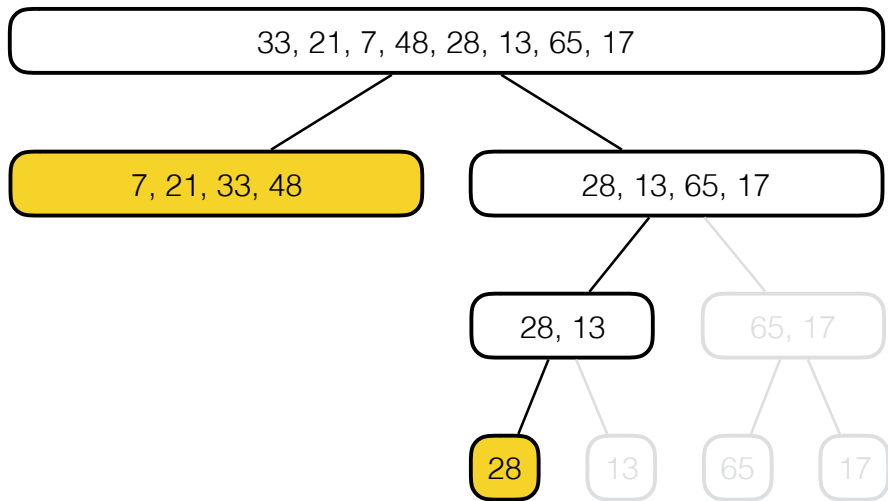 33, 21, 7, 48, 28, 13, 65, 17
7, 21, 33, 48
28, 13, 65, 17
28, 13
65, 17
28
13
65
17